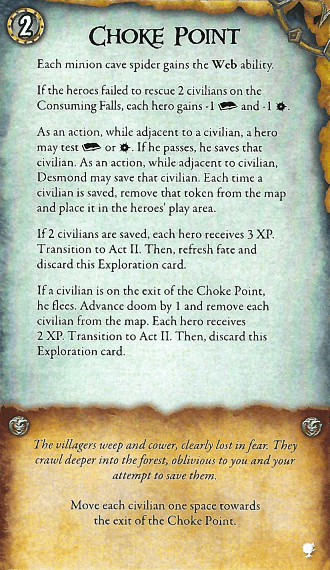 2
Choke Point
Each minion cave spider gains the Web ability.
If the heroes failed to rescue 2 civilians on the
Consuming Falls, each hero gains -1 and -1 .
As an action, while adjacent to a civilian, a hero
may test or . If he passes, he saves that
civilian. As an action, while adjacent to civilian,
Desmond may save that civilian. Each time a
civilian is saved, remove that token from the map
and place it in the heroes' play area.
If 2 civilians are saved, each hero receives 3 XP.
Transition to Act II. Then, refresh fate and
discard this Exploration card.
If a civilian is on the exit of the Choke Point,
he flees. Advance doom by 1 and remove each
civilian from the map. Each hero receives
2 XP. Transition to Act II. Then, discard this
Exploration card.
The villagers weep and cower, clearly lost in fear. They
crawl deeper into the forest, oblivious to you and your
attempt to save them.
Move each civilian one space towards
the exit of the Choke Point.